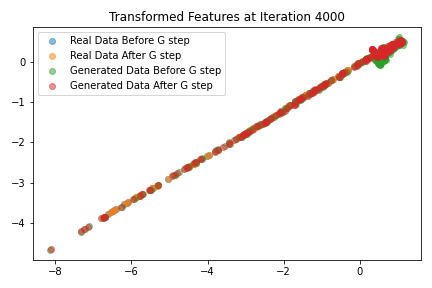 Transformed Features at Iteration 4000
Real Data Before G step
Real Data After G step
Generated Data Before G step
Generated Data After G step
0
−1
−2
−3
−4
−8
−6
−4
−2
0